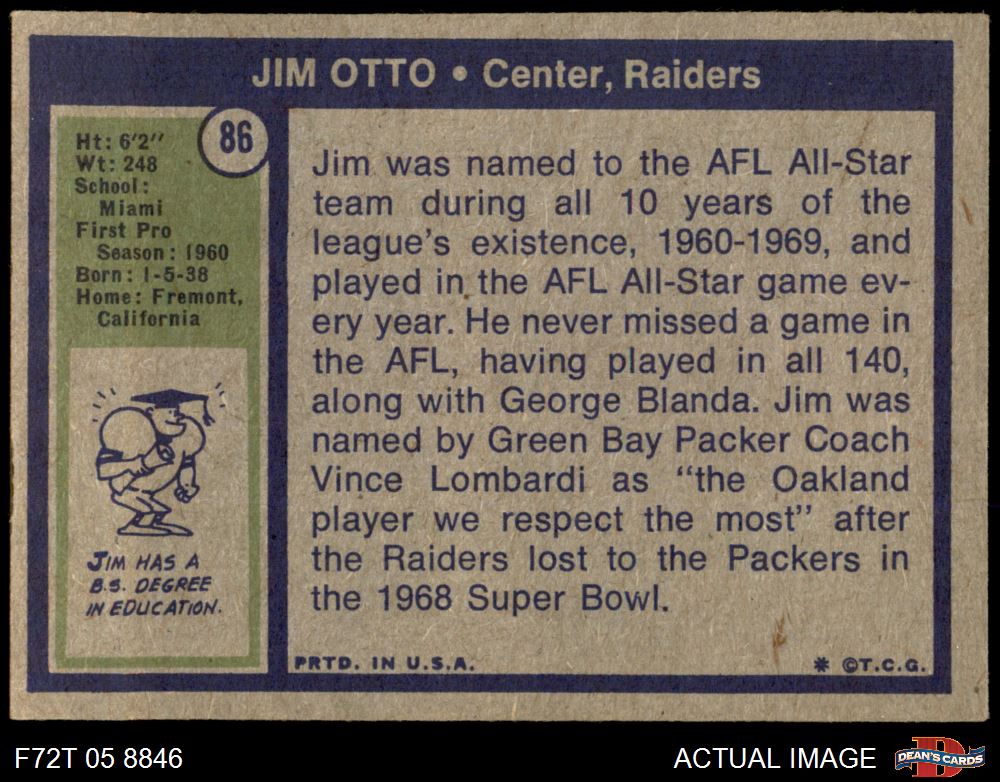 JIM OTTO • Center, Raiders
86
Ht: 6'2''
Wt: 248
School:
Miami
First Pro
Season: 1960
Born: 1-5-38
Home: Fremont,
California
JIM HAS A
B.S. DEGREE
IN EDUCATION.
Jim was named to the AFL All-Star
team during all 10 years of the
league's existence, 1960-1969, and
played in the AFL All-Star game ev-
ery year. He never missed a game in
the AFL, having played in all 140,
along with George Blanda. Jim was
named by Green Bay Packer Coach
Vince Lombardi as "the Oakland
player we respect the most" after
the Raiders lost to the Packers in
the 1968 Super Bowl.
PRTD. IN U.S.A.
* ©T.C.G.
F72T 05 8846
ACTUAL IMAGE
D
DEAN'S CARDS